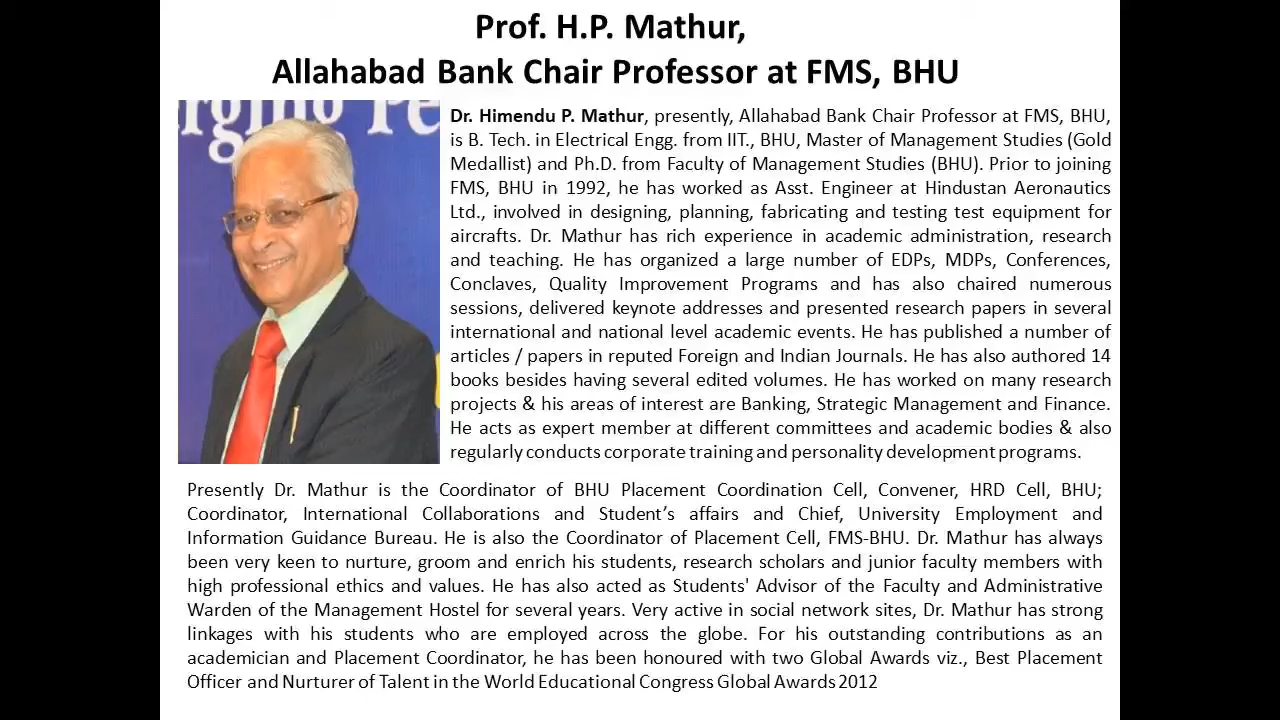 Prof. H.P. Mathur,
Allahabad Bank Chair Professor at FMS, BHU
Dr. Himendu P. Mathur, presently, Allahabad Bank Chair Professor at FMS, BHU,
is B. Tech. in Electrical Engg. from IIT., BHU, Master of Management Studies (Gold
Medallist) and Ph.D. from Faculty of Management Studies (BHU). Prior to joining
FMS, BHU in 1992, he has worked as Asst. Engineer at Hindustan Aeronautics
Ltd., involved in designing, planning, fabricating and testing test equipment for
aircrafts. Dr. Mathur has rich experience in academic administration, research
and teaching. He has organized a large number of EDPs, MDPs, Conferences,
Conclaves, Quality Improvement Programs and has also chaired numerous
sessions, delivered keynote addresses and presented research papers in several
international and national level academic events. He has published a number of
articles / papers in reputed Foreign and Indian Journals. He has also authored 14
books besides having several edited volumes. He has worked on many research
projects & his areas of interest are Banking, Strategic Management and Finance.
He acts as expert member at different committees and academic bodies & also
regularly conducts corporate training and personality development programs.
Presently Dr. Mathur is the Coordinator of BHU Placement Coordination Cell, Convener, HRD Cell, BHU;
Coordinator, International Collaborations and Student’s affairs and Chief, University Employment and
Information Guidance Bureau. He is also the Coordinator of Placement Cell, FMS-BHU. Dr. Mathur has always
been very keen to nurture, groom and enrich his students, research scholars and junior faculty members with
high professional ethics and values. He has also acted as Students' Advisor of the Faculty and Administrative
Warden of the Management Hostel for several years. Very active in social network sites, Dr. Mathur has strong
linkages with his students who are employed across the globe. For his outstanding contributions as an
academician and Placement Coordinator, he has been honoured with two Global Awards viz., Best Placement
Officer and Nurturer of Talent in the World Educational Congress Global Awards 2012